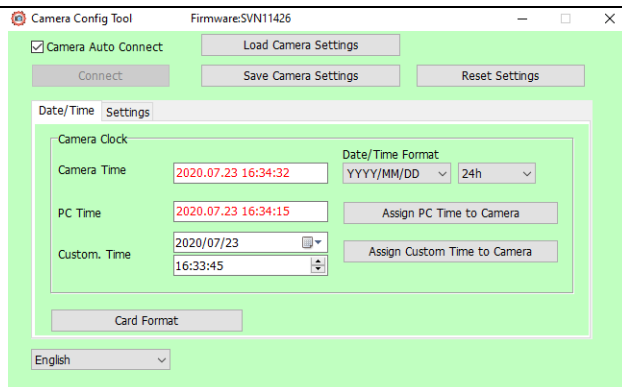 Camera Config Tool Firmware:SVN11426
Camera Auto Connect Load Camera Settings
Connect Save Camera Settings Reset Settings
Date/Time Settings
Camera Clock
Date/Time Format
Camera Time 2020.07.23 16:34:32 YYYY/MM/DD 24h
PC Time 2020.07.23 16:34:15 Assign PC Time to Camera
Custom. Time 2020/07/23
16:33:45 Assign Custom Time to Camera
Card Format
English